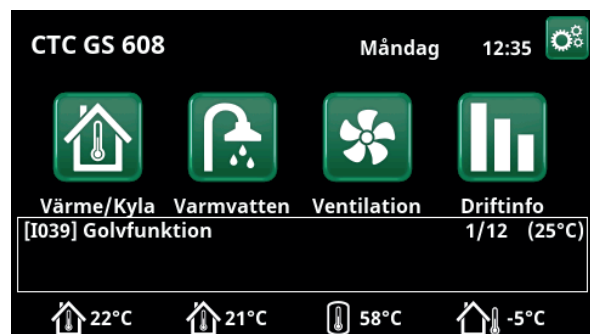 CTC GS 608 Måndag 12:35
Värme/Kyla Varmvatten Ventilation Driftinfo
[I039] Golvfunktion 1/12 (25°C)
22°C 21°C 58°C -5°C